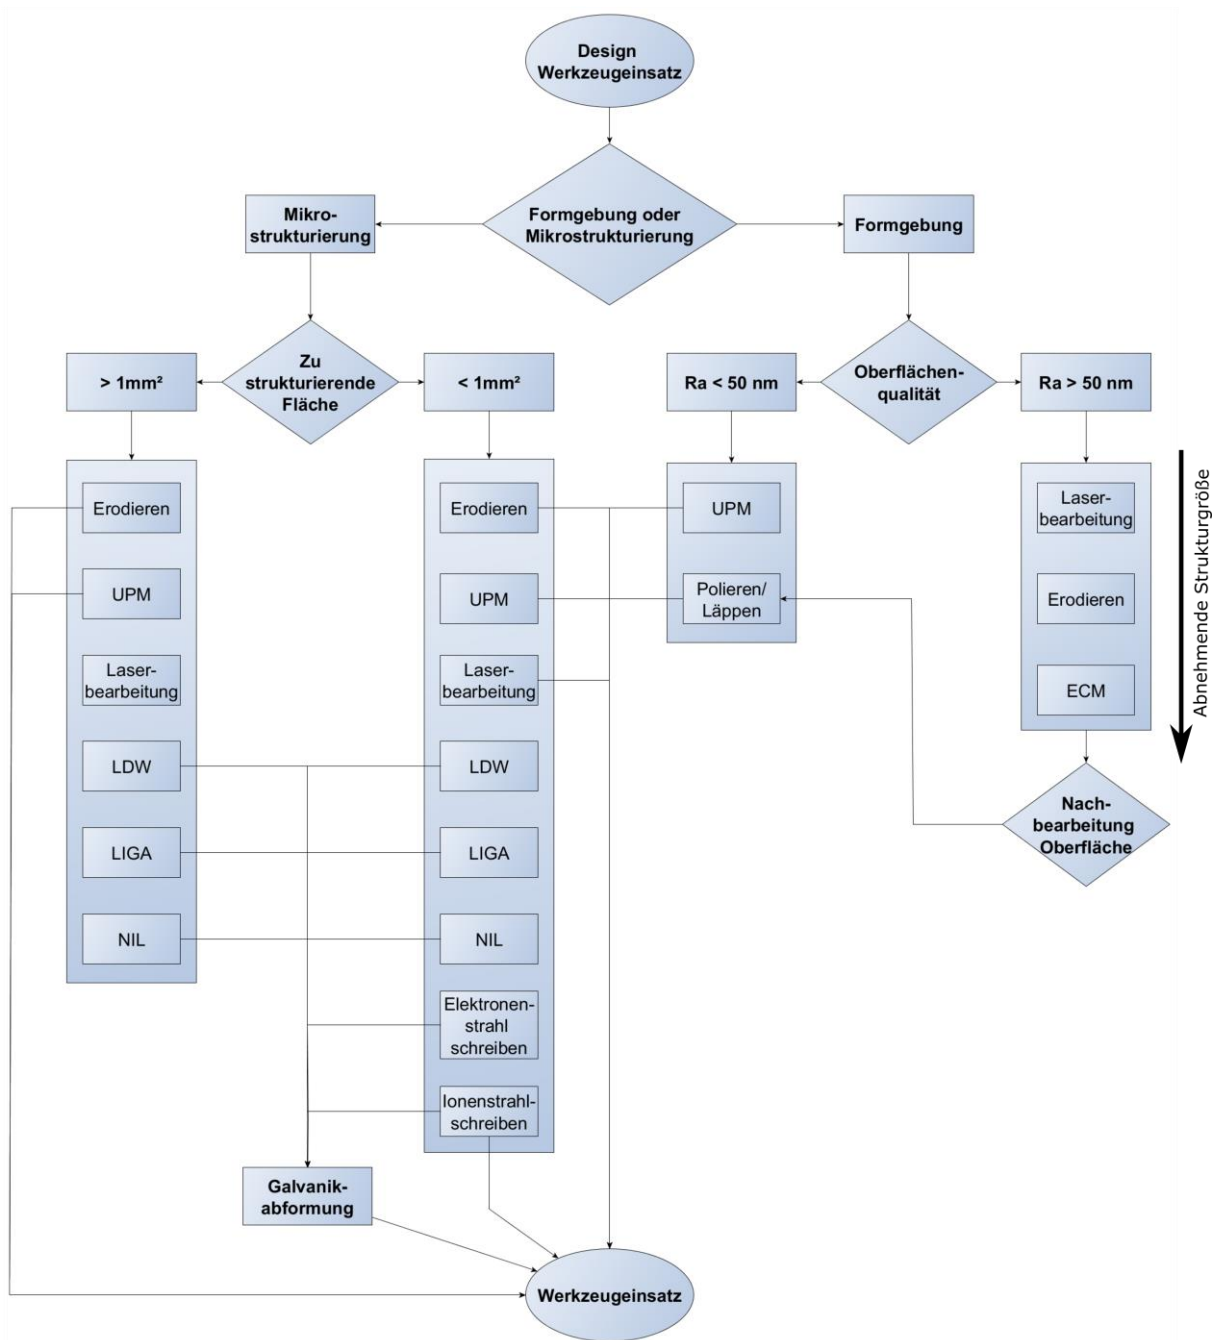 Design
Werkzeugeinsatz
Formgebung oder
Mikrostrukturierung
Mikro-
strukturierung
Formgebung
Zu
strukturierende
Fläche
> 1mm²
< 1mm²
Oberflächen-
qualität
Ra < 50 nm
Ra > 50 nm
Erodieren
UPM
Laser-
bearbeitung
LDW
LIGA
NIL
Erodieren
UPM
Laser-
bearbeitung
LDW
LIGA
NIL
Elektronen-
strahl
schreiben
Ionenstrahl-
schreiben
UPM
Polieren/
Läppen
Laser-
bearbeitung
Erodieren
ECM
Abnehmende Strukturgröße
Nach-
bearbeitung
Oberfläche
Galvanik-
abformung
Werkzeugeinsatz